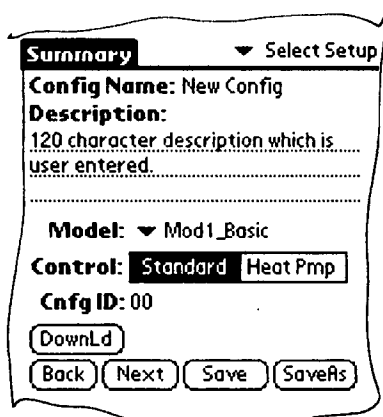 Summary Select Setup
Config Name: New Config
Description:
120 character description which is
user entered.
Model: Mod1_Basic
Control: Standard Heat Pmp
Cnfg ID: 00
DownLd
Back Next Save SaveAs